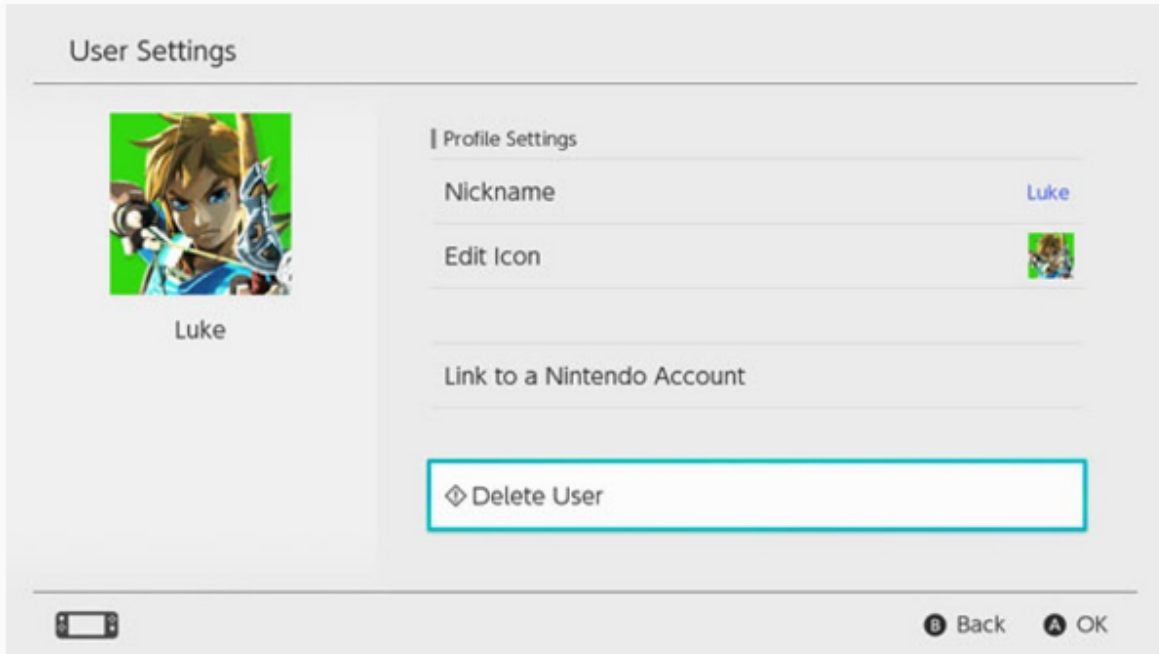 User Settings
Luke
Profile Settings
Nickname
Luke
Edit Icon
Link to a Nintendo Account
Delete User
B Back
A OK